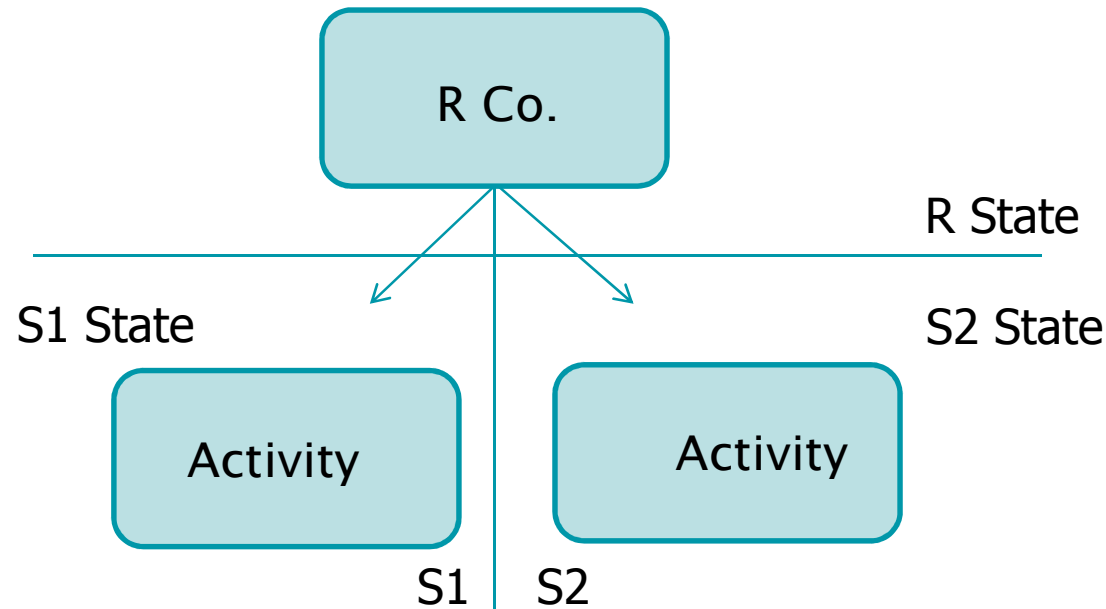 R Co.
R State
S1 State
S2 State
Activity
Activity
S1
S2